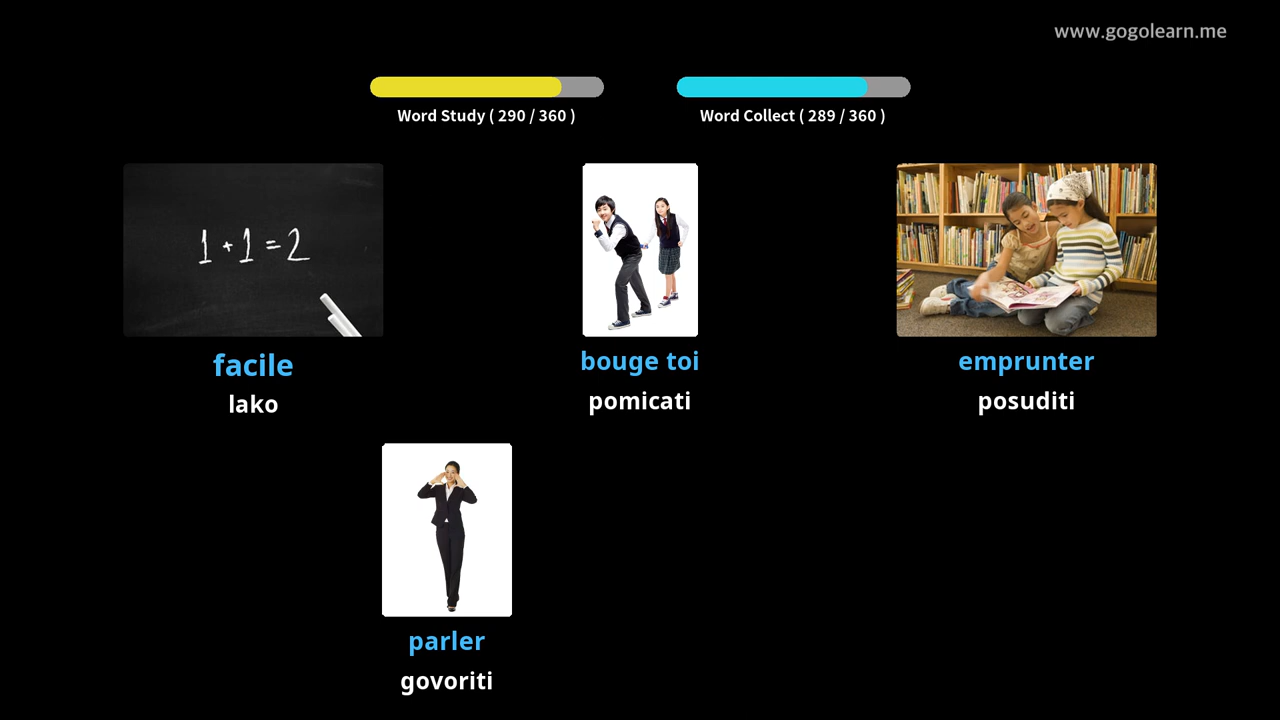 www.gogolearn.me
Word Study ( 290 / 360 )
Word Collect ( 289 / 360 )
1 + 1 = 2
facile
lako
bouge toi
pomicati
emprunter
posuditi
parler
govoriti